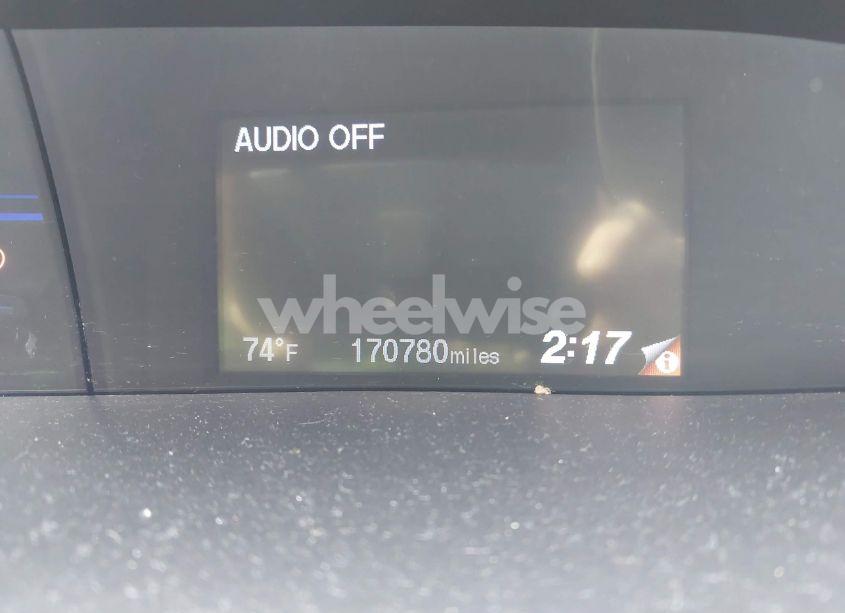 AUDIO OFF
wheelwise
74°F 170780miles 2:17 i